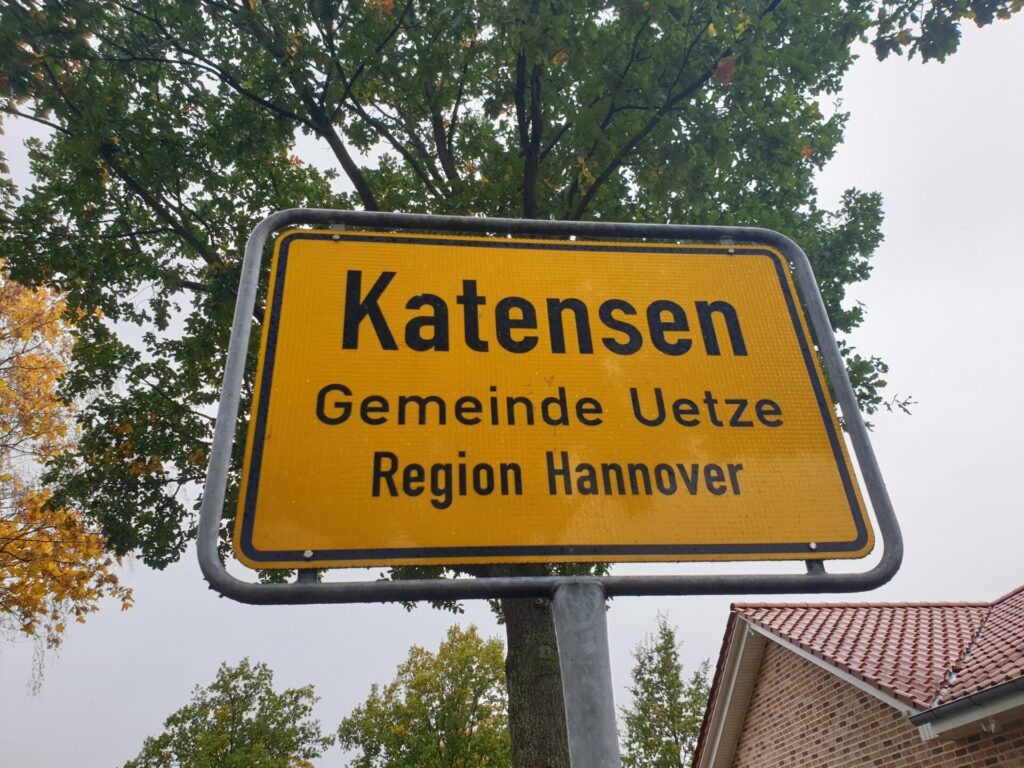 Katensen
Gemeinde Uetze
Region Hannover